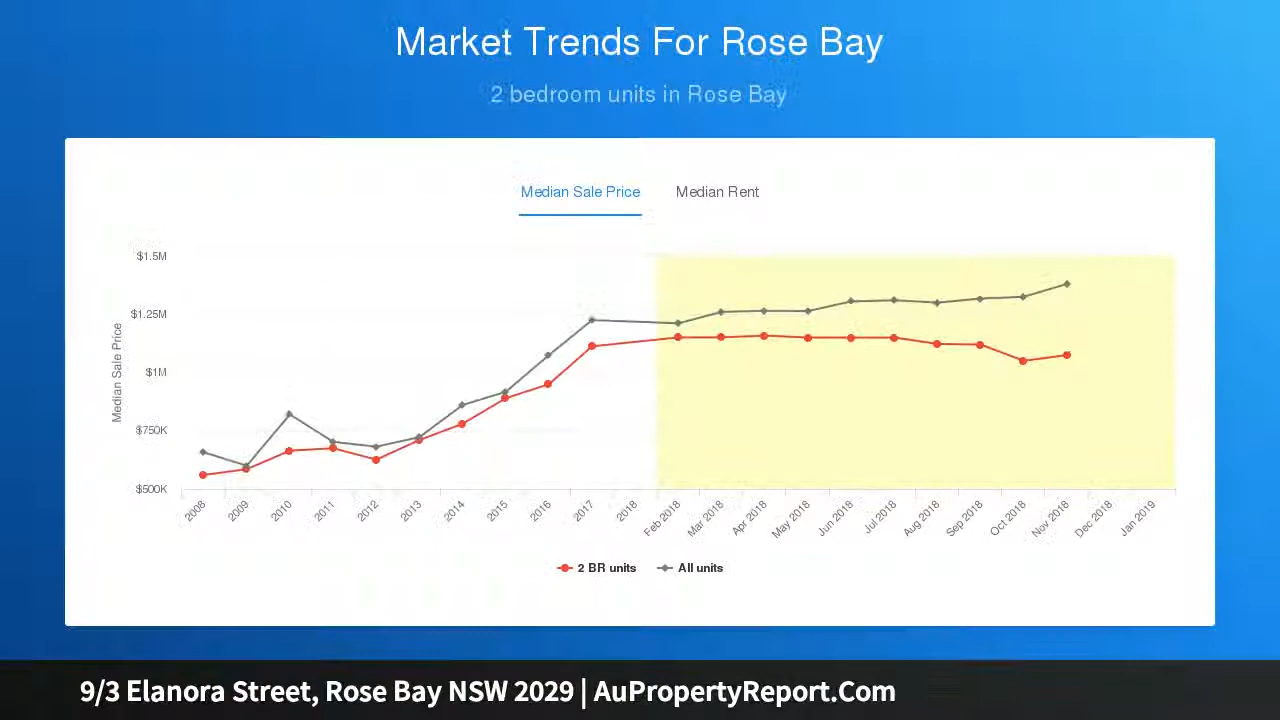 Market Trends For Rose Bay
2 bedroom units in Rose Bay
Median Sale Price Median Rent
$1.5M
$1.25M
$1M
$750K
$500K
Median Sale Price
2008 2009 2010 2011 2012 2013 2014 2015 2016 2017 2018 Feb 2018 Mar 2018 Apr 2018 May 2018 Jun 2018 Jul 2018 Aug 2018 Sep 2018 Oct 2018 Nov 2018 Dec 2018 Jan 2019
2 BR units All units
9/3 Elanora Street, Rose Bay NSW 2029 | AuPropertyReport.Com